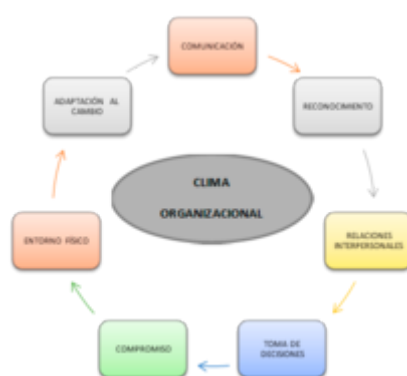 COMUNICACIÓN
RECONOCIMIENTO
RELACIONES
INTERPERSONALES
TOMA DE
DECISIONES
COMPROMISO
ENTORNO FÍSICO
ADAPTACIÓN AL
CAMBIO
CLIMA
ORGANIZACIONAL